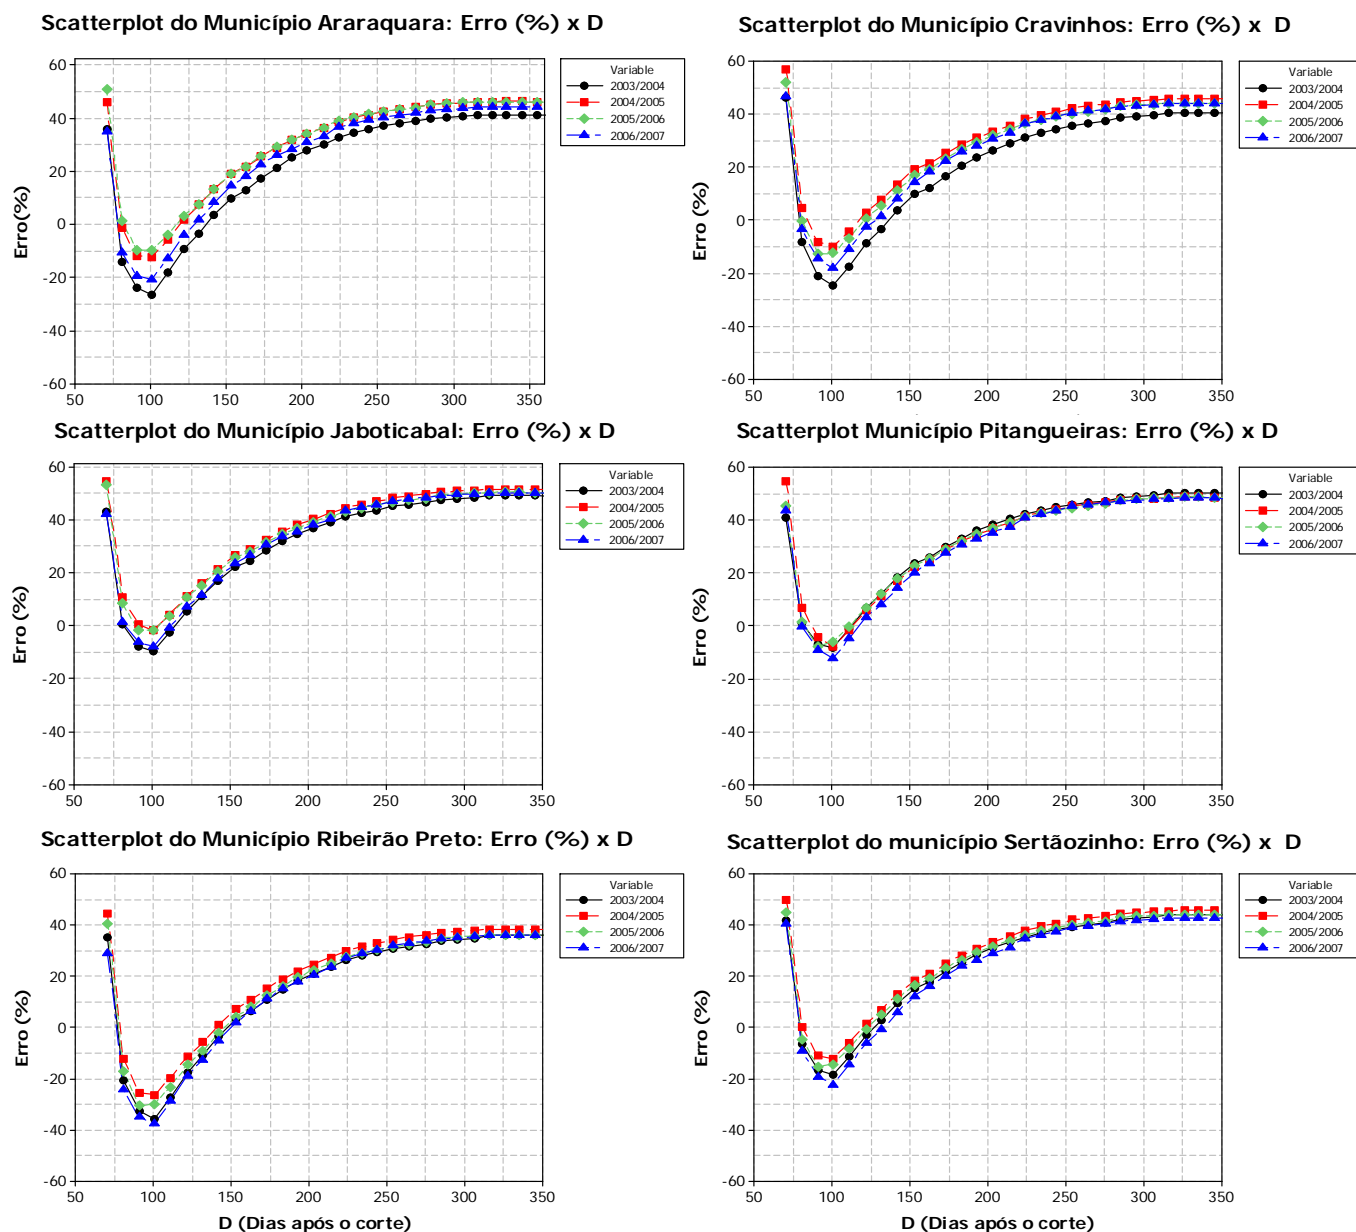 Scatterplot do Município Araraquara: Erro (%) x D
60
40
20
0
-20
-40
-60
Erro(%)
50 100 150 200 250 300 350
Variable
2003/2004
2004/2005
2005/2006
2006/2007
Scatterplot do Município Cravinhos: Erro (%) x D
60
40
20
0
-20
-40
-60
Erro (%)
50 100 150 200 250 300 350
Variable
2003/2004
2004/2005
2005/2006
2006/2007
Scatterplot do Município Jaboticabal: Erro (%) x D
60
40
20
0
-20
-40
-60
Erro (%)
50 100 150 200 250 300 350
Variable
2003/2004
2004/2005
2005/2006
2006/2007
Scatterplot Município Pitangueiras: Erro (%) x D
60
40
20
0
-20
-40
-60
Erro (%)
50 100 150 200 250 300 350
Variable
2003/2004
2004/2005
2005/2006
2006/2007
Scatterplot do Município Ribeirão Preto: Erro (%) x D
60
40
20
0
-20
-40
-60
Erro (%)
50 100 150 200 250 300 350
D (Dias após o corte)
Variable
2003/2004
2004/2005
2005/2006
2006/2007
Scatterplot do município Sertãozinho: Erro (%) x D
60
40
20
0
-20
-40
-60
Erro (%)
50 100 150 200 250 300 350
D (Dias após o corte)
Variable
2003/2004
2004/2005
2005/2006
2006/2007